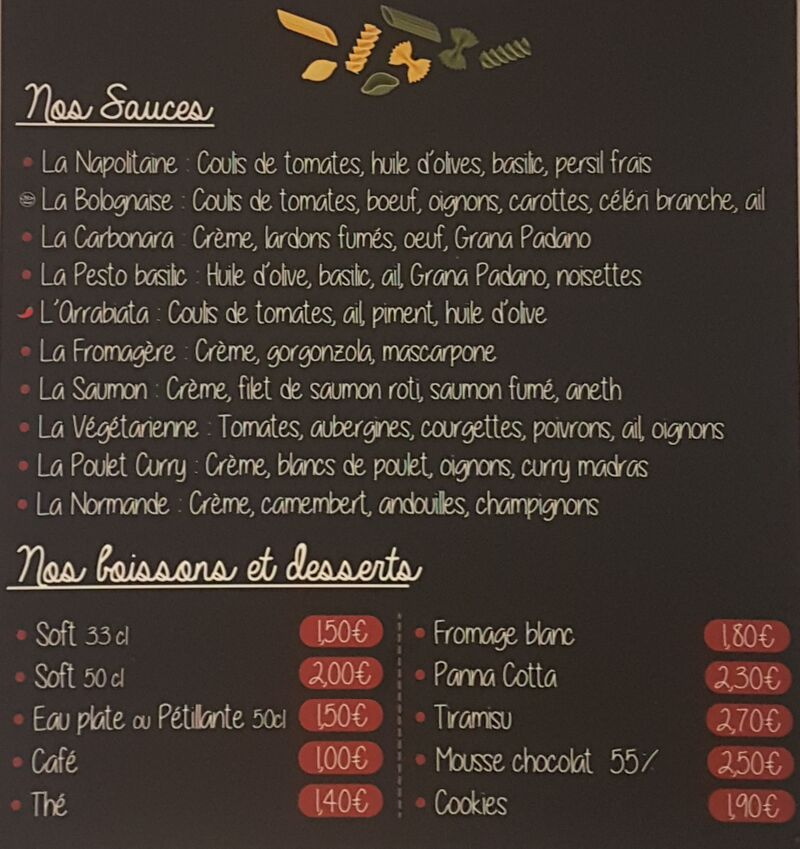 Nos Sauces
La Napolitaine : Coulis de tomates, huile d'olives, basilic, persil frais
La Bolognaise : Coulis de tomates, boeuf, oignons, carottes, céléri branche, ail
La Carbonara : Crème, lardons fumés, oeuf, Grana Padano
La Pesto basilic : Huile d'olive, basilic, ail, Grana Padano, noisettes
L'Arrabiata : Coulis de tomates, ail, piment, huile d'olive
La Fromagère : Crème, gorgonzola, mascarpone
La Saumon : Crème, filet de saumon roti, saumon fumé, aneth
La Végétarienne : Tomates, aubergines, courgettes, poivrons, ail, oignons
La Poulet Curry : Crème, blancs de poulet, oignons, curry madras
La Normande : Crème, camembert, andouilles, champignons
Nos boissons et desserts
Soft 33 cl 1,50€
Soft 50 cl 2,00€
Eau plate ou Pétillante 50cl 1,50€
Café 1,00€
Thé 1,40€
Fromage blanc 1,80€
Panna Cotta 2,30€
Tiramisu 2,70€
Mousse chocolat 55% 2,50€
Cookies 1,90€